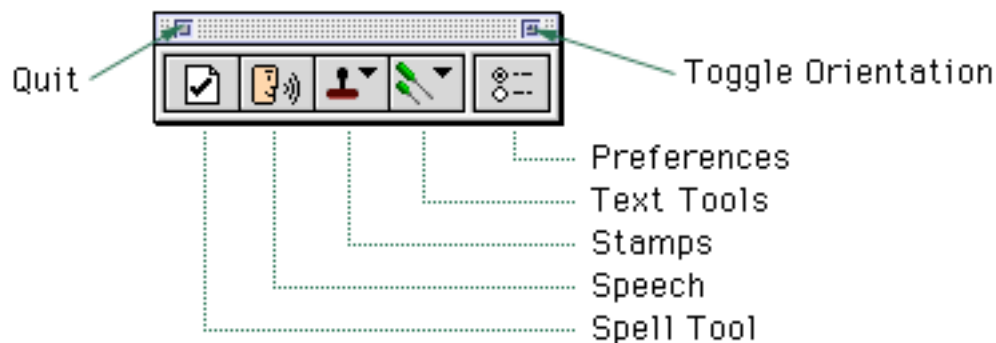 Quit
Toggle Orientation
Preferences
Text Tools
Stamps
Speech
Spell Tool